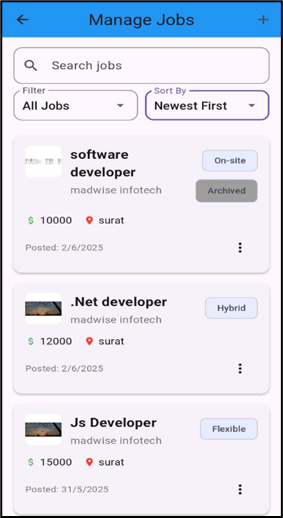 Manage Jobs
Search jobs
Filter
All Jobs
Sort By
Newest First
software
developer
madwise infotech
On-site
Archived
$ 10000 surat
Posted: 2/6/2025
.Net developer
madwise infotech
Hybrid
$ 12000 surat
Posted: 2/6/2025
Js Developer
madwise infotech
Flexible
$ 15000 surat
Posted: 31/5/2025